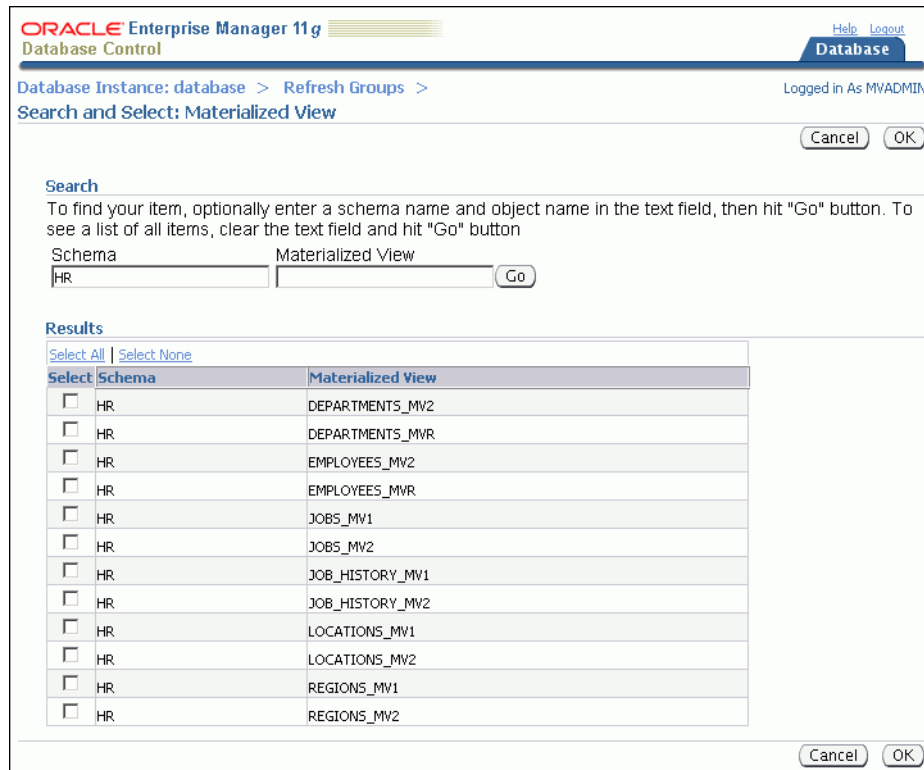 ORACLE Enterprise Manager 11g
Database Control
Help Logout
Database
Database Instance: database > Refresh Groups >
Logged in As MVADMIN
Search and Select: Materialized View
Cancel OK
Search
To find your item, optionally enter a schema name and object name in the text field, then hit "Go" button. To
see a list of all items, clear the text field and hit "Go" button
Schema Materialized View
HR Go
Results
Select All | Select None
Select Schema Materialized View
HR DEPARTMENTS_MV2
HR DEPARTMENTS_MVR
HR EMPLOYEES_MV2
HR EMPLOYEES_MVR
HR JOBS_MV1
HR JOBS_MV2
HR JOB_HISTORY_MV1
HR JOB_HISTORY_MV2
HR LOCATIONS_MV1
HR LOCATIONS_MV2
HR REGIONS_MV1
HR REGIONS_MV2
Cancel OK